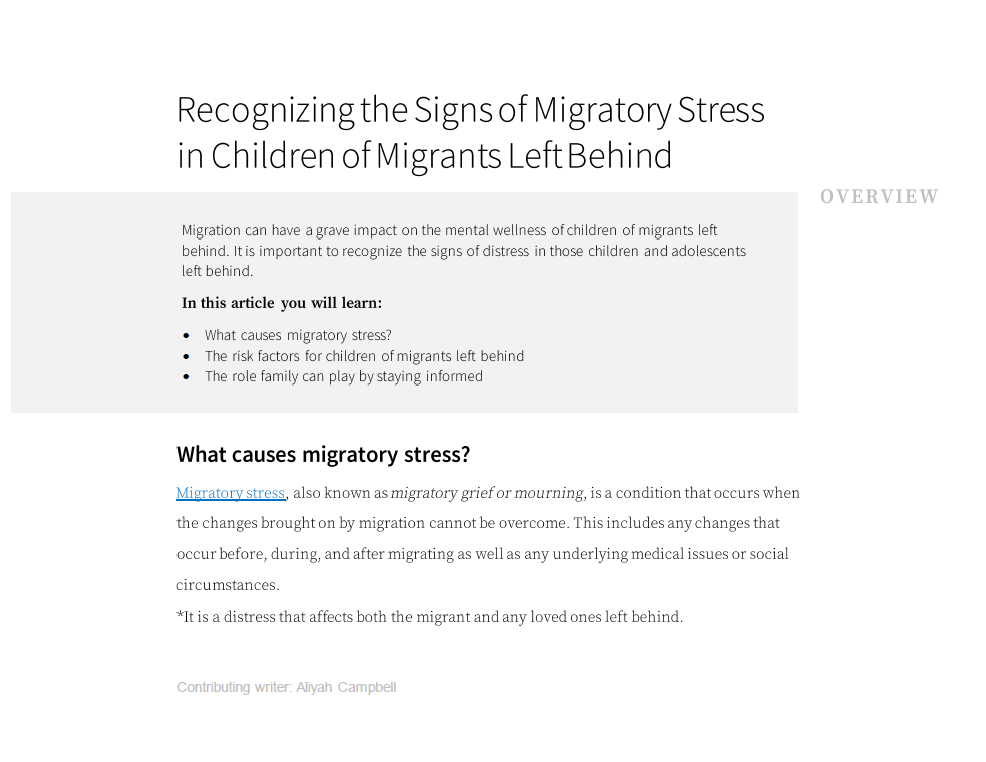 Recognizing the Signs of Migratory Stress
in Children of Migrants Left Behind
OVERVIEW
Migration can have a grave impact on the mental wellness of children of migrants left
behind. It is important to recognize the signs of distress in those children and adolescents
left behind.
In this article you will learn:
• What causes migratory stress?
• The risk factors for children of migrants left behind
• The role family can play by staying informed
What causes migratory stress?
Migratory stress, also known as migratory grief or mourning, is a condition that occurs when
the changes brought on by migration cannot be overcome. This includes any changes that
occur before, during, and after migrating as well as any underlying medical issues or social
circumstances.
*It is a distress that affects both the migrant and any loved ones left behind.
Contributing writer: Aliyah Campbell